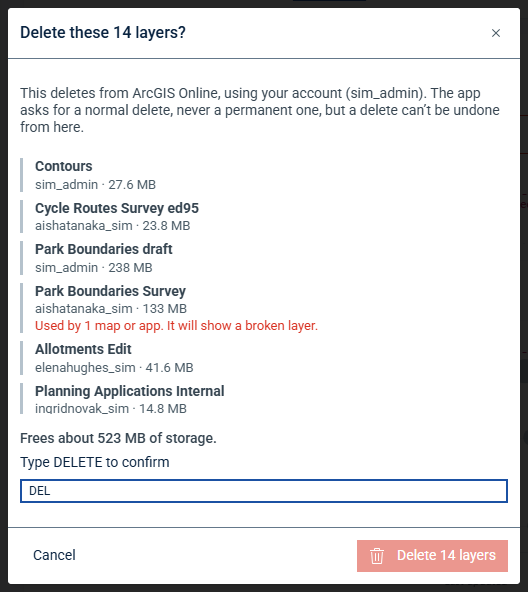 Delete these 14 layers?
This deletes from ArcGIS Online, using your account (sim_admin). The app
asks for a normal delete, never a permanent one, but a delete can’t be undone
from here.
Contours
sim_admin · 27.6 MB
Cycle Routes Survey ed95
aishatanaka_sim · 23.8 MB
Park Boundaries draft
sim_admin · 238 MB
Park Boundaries Survey
aishatanaka_sim · 133 MB
Used by 1 map or app. It will show a broken layer.
Allotments Edit
elenahughes_sim · 41.6 MB
Planning Applications Internal
ingridnovak_sim · 14.8 MB
Frees about 523 MB of storage.
Type DELETE to confirm
DEL
Cancel
Delete 14 layers